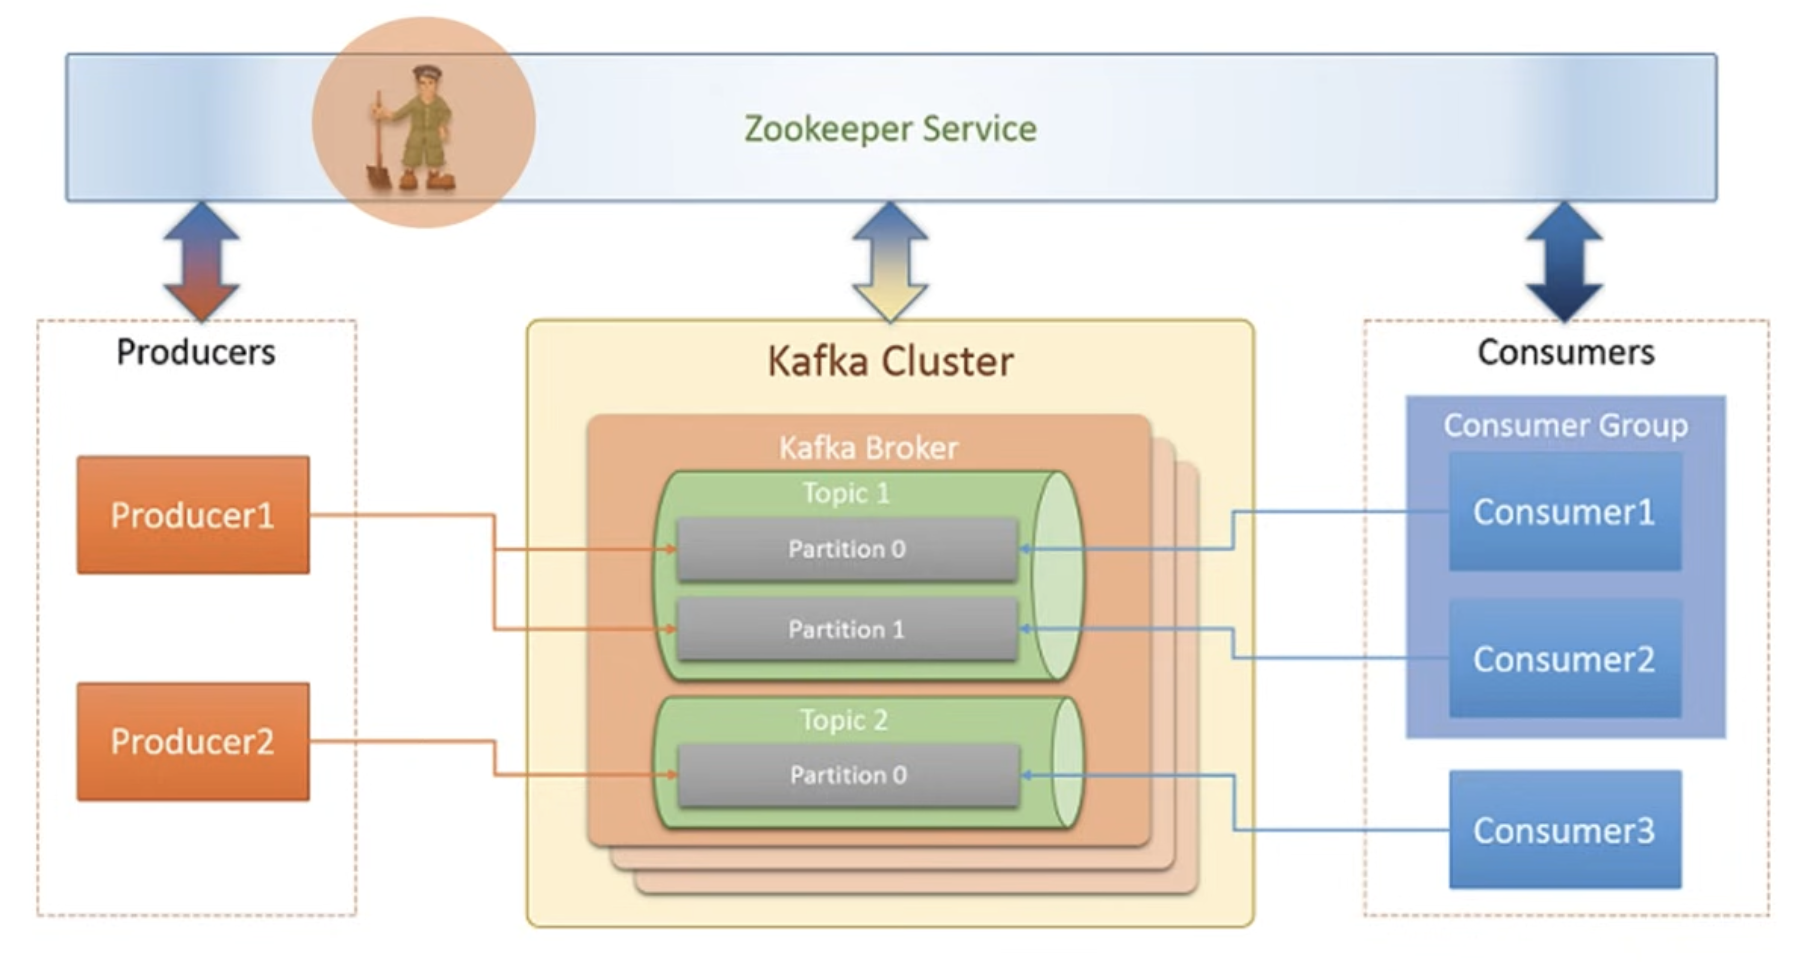 Zookeeper Service
Producers
Producer1
Producer2
Kafka Cluster
Kafka Broker
Topic 1
Partition 0
Partition 1
Topic 2
Partition 0
Consumers
Consumer Group
Consumer1
Consumer2
Consumer3